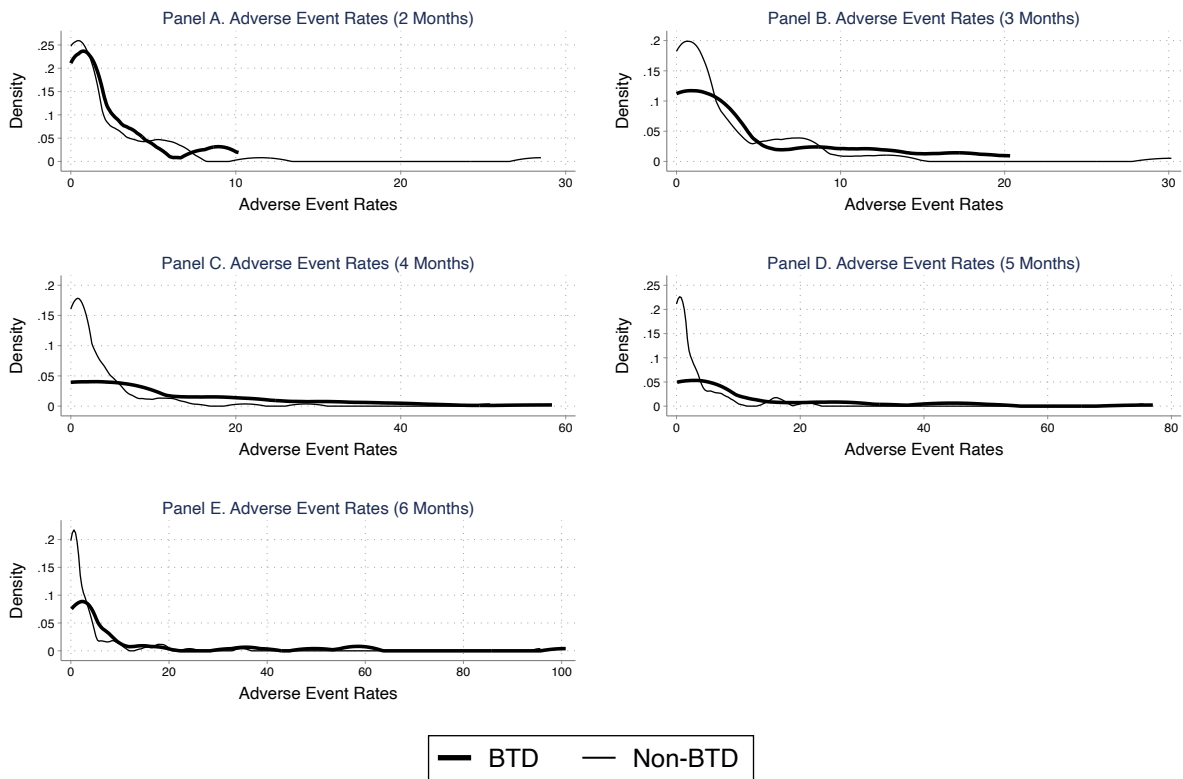 Panel A. Adverse Event Rates (2 Months)
Density
.25
.2
.15
.1
.05
0
0 10 20 30
Adverse Event Rates
Panel B. Adverse Event Rates (3 Months)
Density
.2
.15
.1
.05
0
0 10 20 30
Adverse Event Rates
Panel C. Adverse Event Rates (4 Months)
Density
.2
.15
.1
.05
0
0 20 40 60
Adverse Event Rates
Panel D. Adverse Event Rates (5 Months)
Density
.25
.2
.15
.1
.05
0
0 20 40 60 80
Adverse Event Rates
Panel E. Adverse Event Rates (6 Months)
Density
.2
.15
.1
.05
0
0 20 40 60 80 100
Adverse Event Rates
BTD Non-BTD